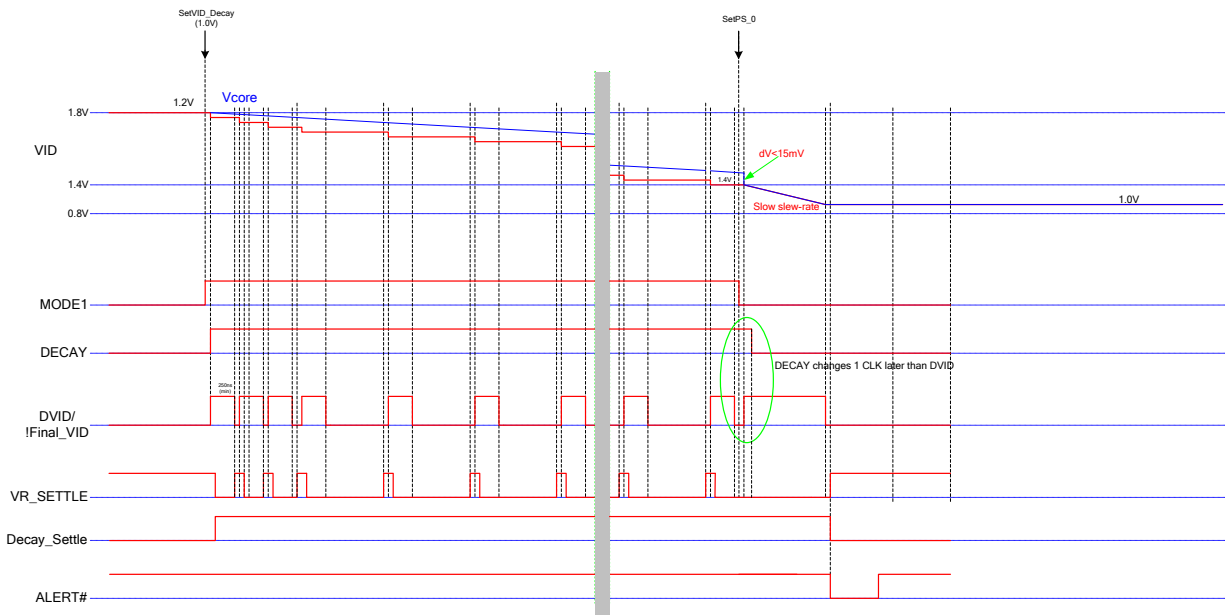 SetVID_Decay
(1.0V)
SetPS_0
1.2V
Vcore
1.8V
VID
dV<15mV
1.4V
1.4V
Slow slew-rate
1.0V
0.8V
MODE1
DECAY
DECAY changes 1 CLK later than DVID
250ns
(min)
DVID/
!Final_VID
VR_SETTLE
Decay_Settle
ALERT#